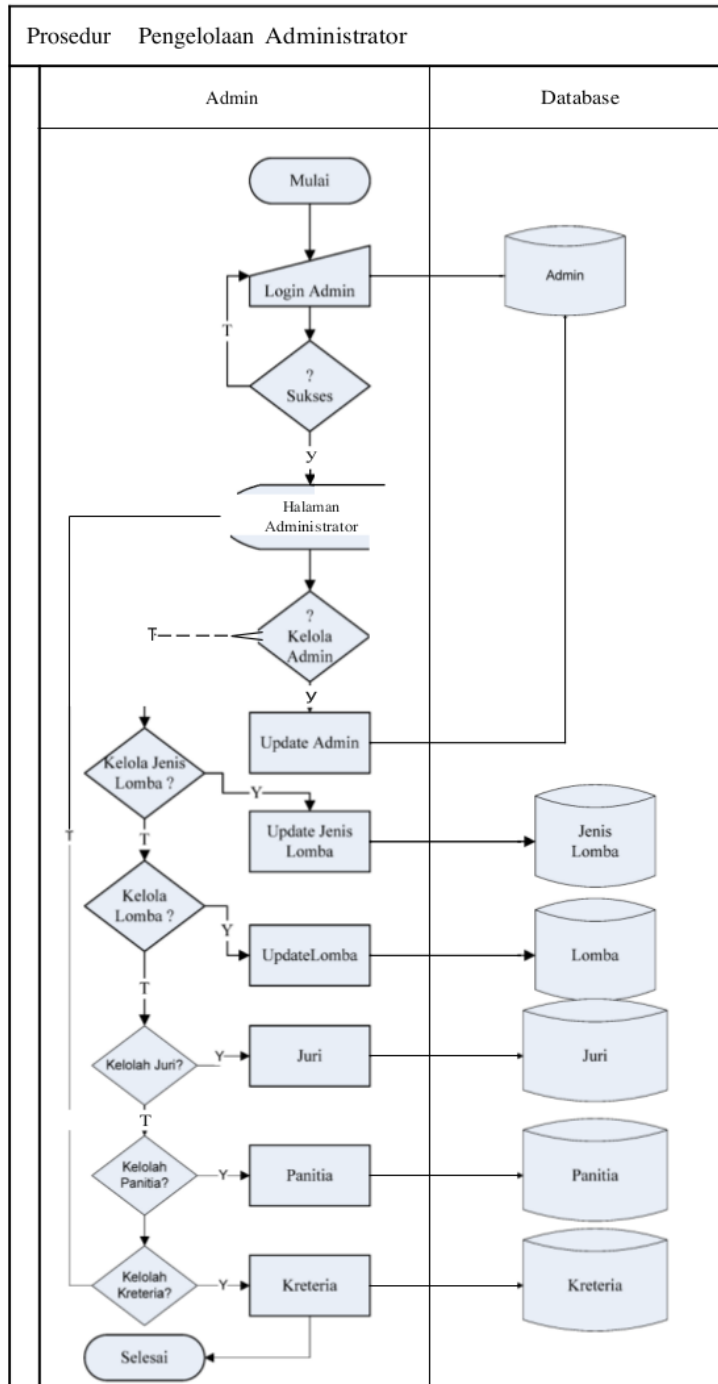 Prosedur Pengelolaan Administrator
Admin
Database
Mulai
Login Admin
Admin
T
?
Sukses
y
Halaman
Administrator
?
Kelola
Admin
T
y
Update Admin
Kelola Jenis
Lomba ?
Y
Update Jenis
Lomba
Jenis
Lomba
T
T
Kelola
Lomba ?
Y
UpdateLomba
Lomba
T
Kelolah Juri?
Y
Juri
Juri
T
Kelolah
Panitia?
Y
Panitia
Panitia
Kelolah
Kreteria?
Y
Kreteria
Kreteria
Selesai